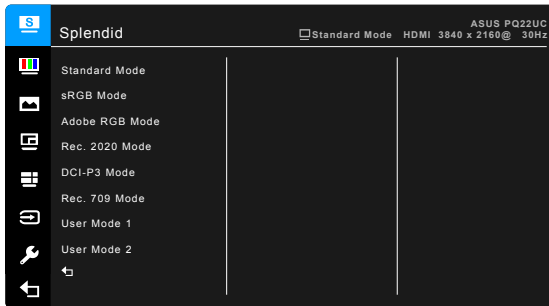 S
ASUS PQ22UC
Splendid
Standard Mode HDMI 3840 x 2160@ 30Hz
Standard Mode
sRGB Mode
Adobe RGB Mode
Rec. 2020 Mode
DCI-P3 Mode
Rec. 709 Mode
User Mode 1
User Mode 2